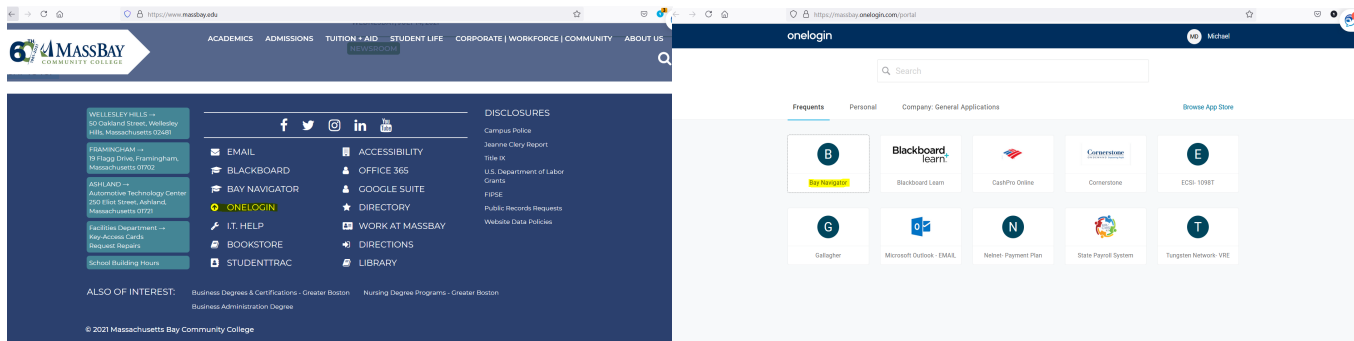 https://www.massbay.edu
ACADEMICS ADMISSIONS TUITION + AID STUDENT LIFE CORPORATE | WORKFORCE | COMMUNITY ABOUT US
NEWSROOM
60TH MASSBAY
COMMUNITY COLLEGE
WELLESLEY HILLS →
50 Oakland Street, Wellesley
Hills, Massachusetts 02481
FRAMINGHAM →
19 Flagg Drive, Framingham,
Massachusetts 01702
ASHLAND →
Automotive Technology Center
250 Eliot Street, Ashland,
Massachusetts 01721
Facilities Department →
Key-Access Cards
Request Repairs
School Building Hours
You Tube
EMAIL
BLACKBOARD
BAY NAVIGATOR
ONELOGIN
I.T. HELP
BOOKSTORE
STUDENTTRAC
ACCESSIBILITY
OFFICE 365
GOOGLE SUITE
DIRECTORY
WORK AT MASSBAY
DIRECTIONS
LIBRARY
DISCLOSURES
Campus Police
Jeanne Clery Report
Title IX
U.S. Department of Labor
Grants
FIPSE
Public Records Requests
Website Data Policies
ALSO OF INTEREST:
Business Degrees & Certifications - Greater Boston Nursing Degree Programs - Greater Boston
Business Administration Degree
© 2021 Massachusetts Bay Community College
https://massbay.onelogin.com/portal
onelogin
MD Michael
Search
Frequents Personal Company: General Applications Browse App Store
B
Bay Navigator
Blackboard
learn
Blackboard Learn
CashPro Online
Cornerstone
Cornerstone
E
ECSI- 1098T
G
Gallagher
Microsoft Outlook - EMAIL
N
Nelnet- Payment Plan
State Payroll System
T
Tungsten Network- VRE